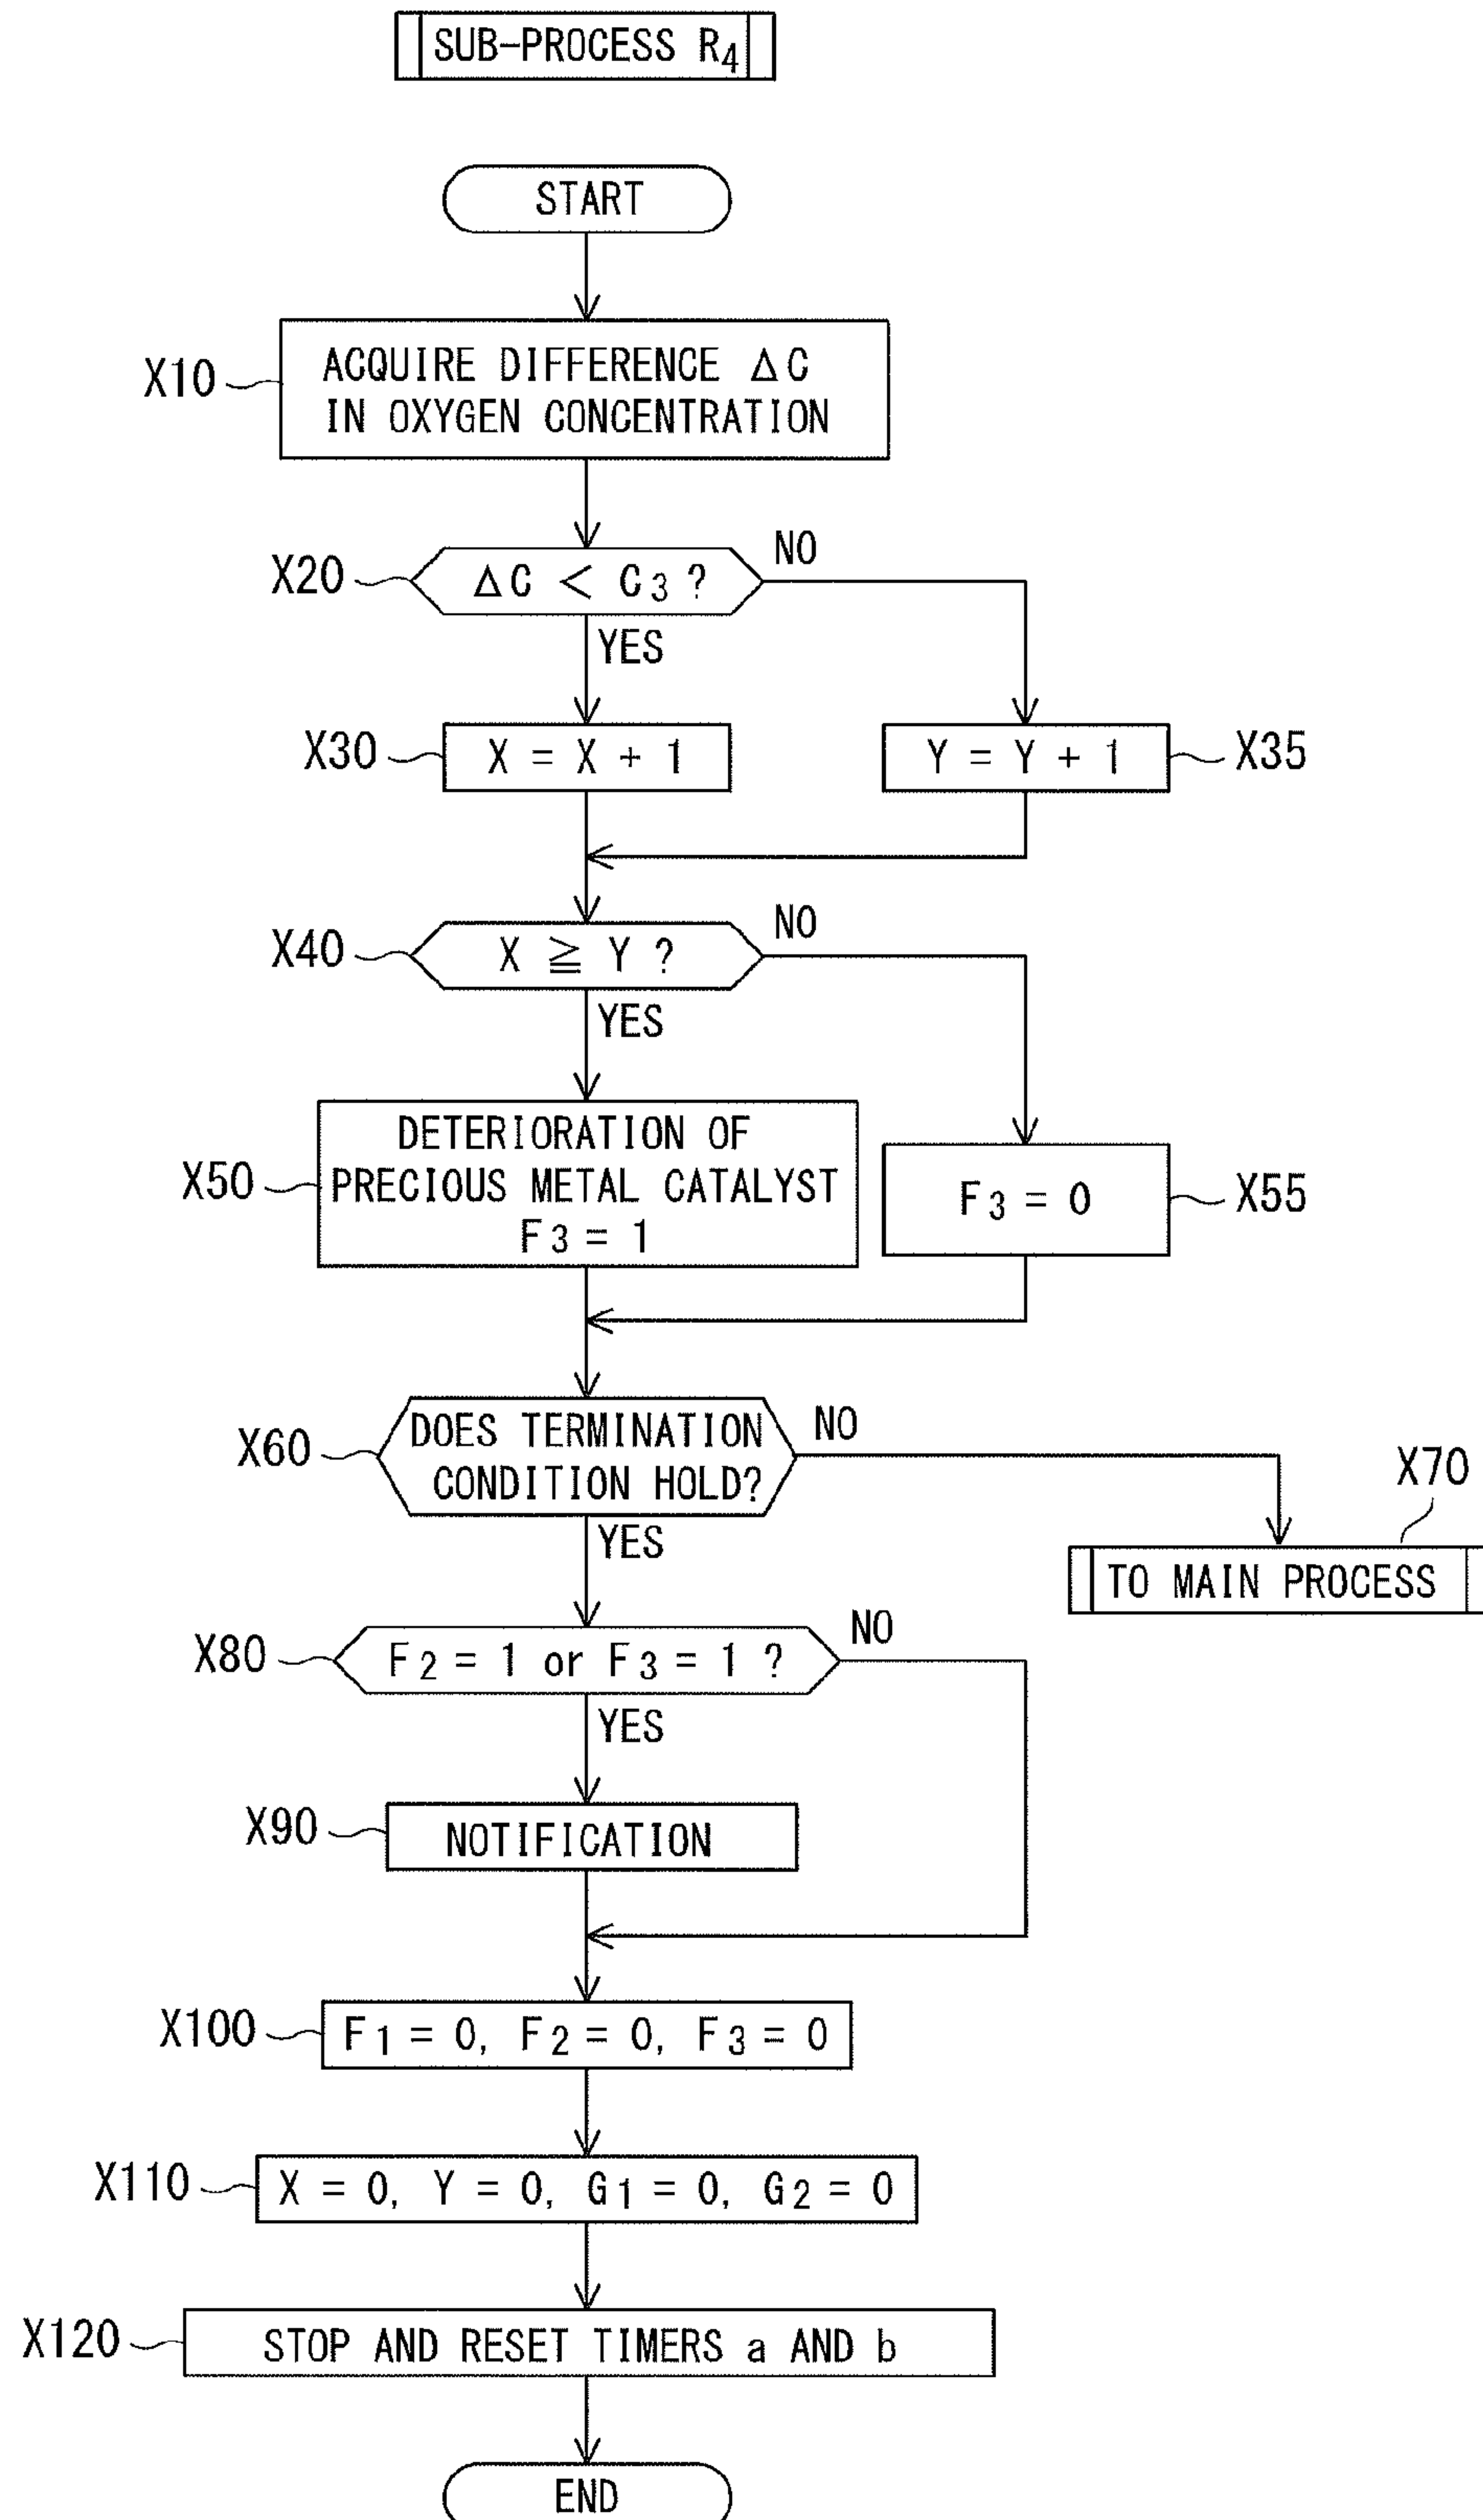 SUB-PROCESS R4
START
X10
ACQUIRE DIFFERENCE ΔC
IN OXYGEN CONCENTRATION
X20
ΔC < C3 ?
NO
YES
X30
X = X + 1
Y = Y + 1
X35
X40
X ≧ Y ?
NO
YES
X50
DETERIORATION OF
PRECIOUS METAL CATALYST
F3 = 1
F3 = 0
X55
X60
DOES TERMINATION
CONDITION HOLD?
NO
YES
X70
TO MAIN PROCESS
X80
F2 = 1 or F3 = 1 ?
NO
YES
X90
NOTIFICATION
X100
F1 = 0, F2 = 0, F3 = 0
X110
X = 0, Y = 0, G1 = 0, G2 = 0
X120
STOP AND RESET TIMERS a AND b
END